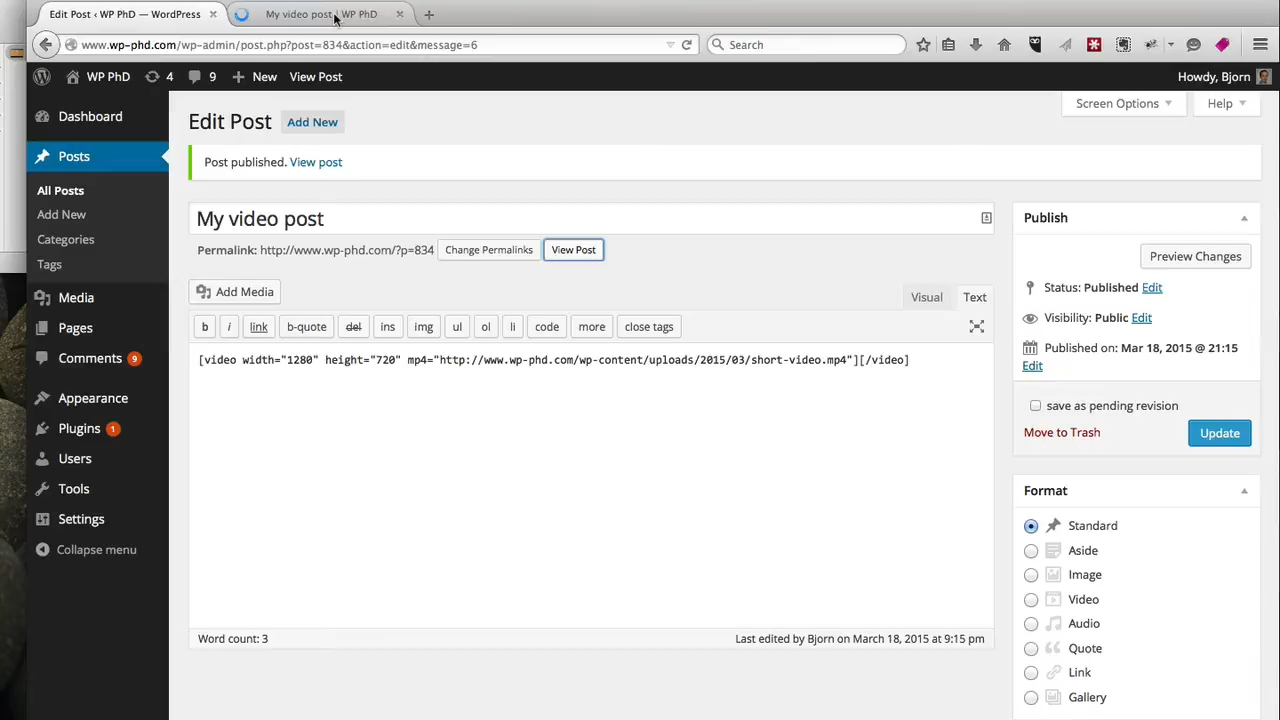 Edit Post ‹ WP PhD — WordPress
My video post | WP PhD
www.wp-phd.com/wp-admin/post.php?post=834&action=edit&message=6
Search
WP PhD
4
9
New
View Post
Howdy, Bjorn
Screen Options
Help
Dashboard
Posts
All Posts
Add New
Categories
Tags
Media
Pages
Comments 9
Appearance
Plugins 1
Users
Tools
Settings
Collapse menu
Edit Post
Add New
Post published. View post
My video post
Permalink: http://www.wp-phd.com/?p=834
Change Permalinks
View Post
Add Media
Visual
Text
b
i
link
b-quote
del
ins
img
ul
ol
li
code
more
close tags
[video width="1280" height="720" mp4="http://www.wp-phd.com/wp-content/uploads/2015/03/short-video.mp4"][/video]
Word count: 3
Last edited by Bjorn on March 18, 2015 at 9:15 pm
Publish
Preview Changes
Status: Published Edit
Visibility: Public Edit
Published on: Mar 18, 2015 @ 21:15
Edit
save as pending revision
Move to Trash
Update
Format
Standard
Aside
Image
Video
Audio
Quote
Link
Gallery